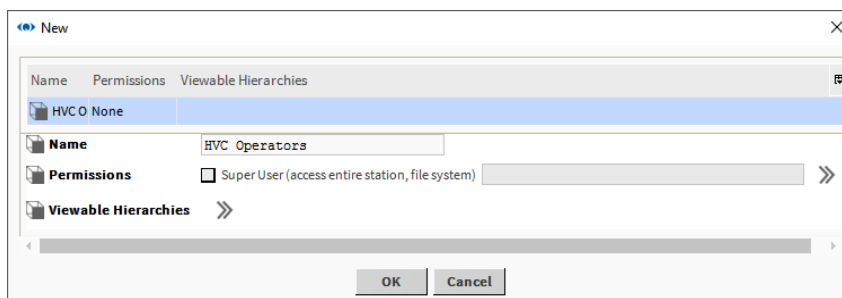 New
Name Permissions Viewable Hierarchies
HVC O None
Name HVC Operators
Permissions Super User (access entire station, file system)
Viewable Hierarchies
OK Cancel